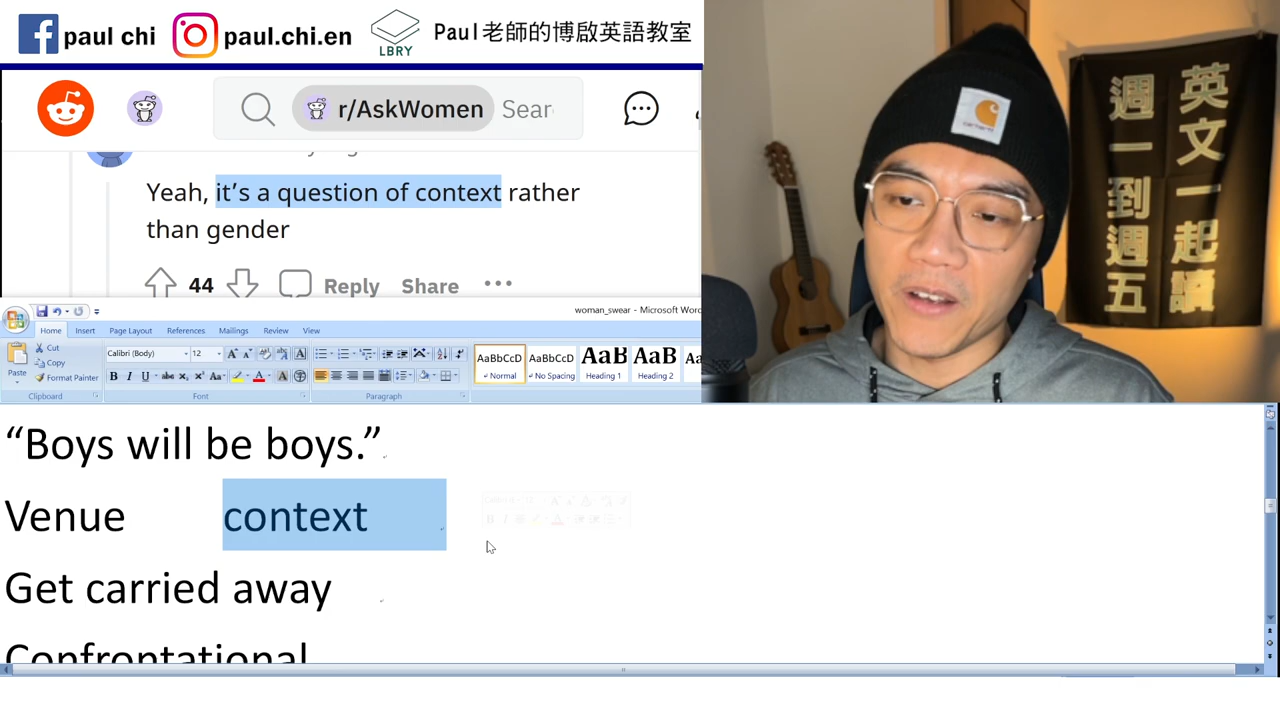 paul chi
paul.chi.en
LBRY
Paul老師的博啟英語教室
r/AskWomen
Sear
Yeah, it's a question of context rather
than gender
44
Reply
Share
woman_swear - Microsoft Word
Home
Insert
Page Layout
References
Mailings
Review
View
Paste
Cut
Copy
Format Painter
Clipboard
Calibri (Body)
12
Font
Paragraph
AaBbCcD
Normal
AaBbCcD
No Spacing
AaB
Heading 1
AaB
Heading 2
“Boys will be boys.”
Venue context
Get carried away
Confrontational
carhartt
英文一起讀
週一到週五